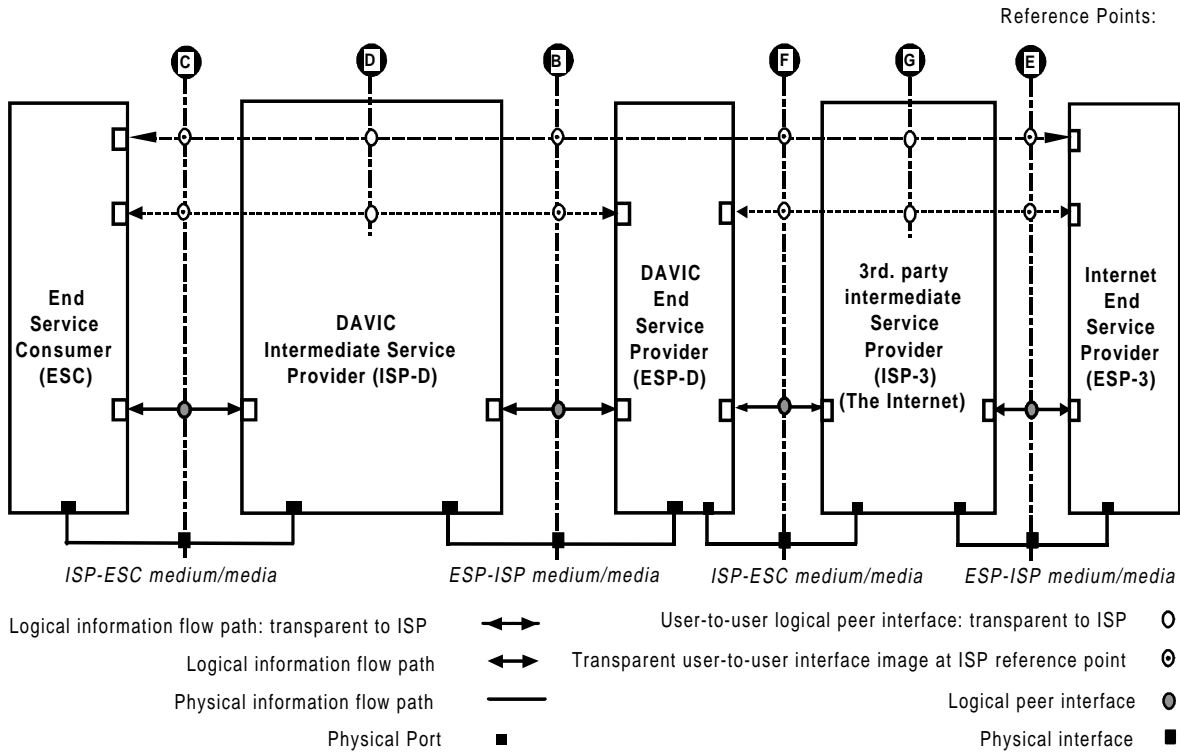 Reference Points:
C
D
B
F
G
E
End
Service
Consumer
(ESC)
DAVIC
Intermediate Service
Provider (ISP-D)
DAVIC
End
Service
Provider
(ESP-D)
3rd. party
intermediate
Service
Provider
(ISP-3)
(The Internet)
Internet
End
Service
Provider
(ESP-3)
ISP-ESC medium/media
ESP-ISP medium/media
ISP-ESC medium/media
ESP-ISP medium/media
Logical information flow path: transparent to ISP
Logical information flow path
Physical information flow path
Physical Port
User-to-user logical peer interface: transparent to ISP
Transparent user-to-user interface image at ISP reference point
Logical peer interface
Physical interface